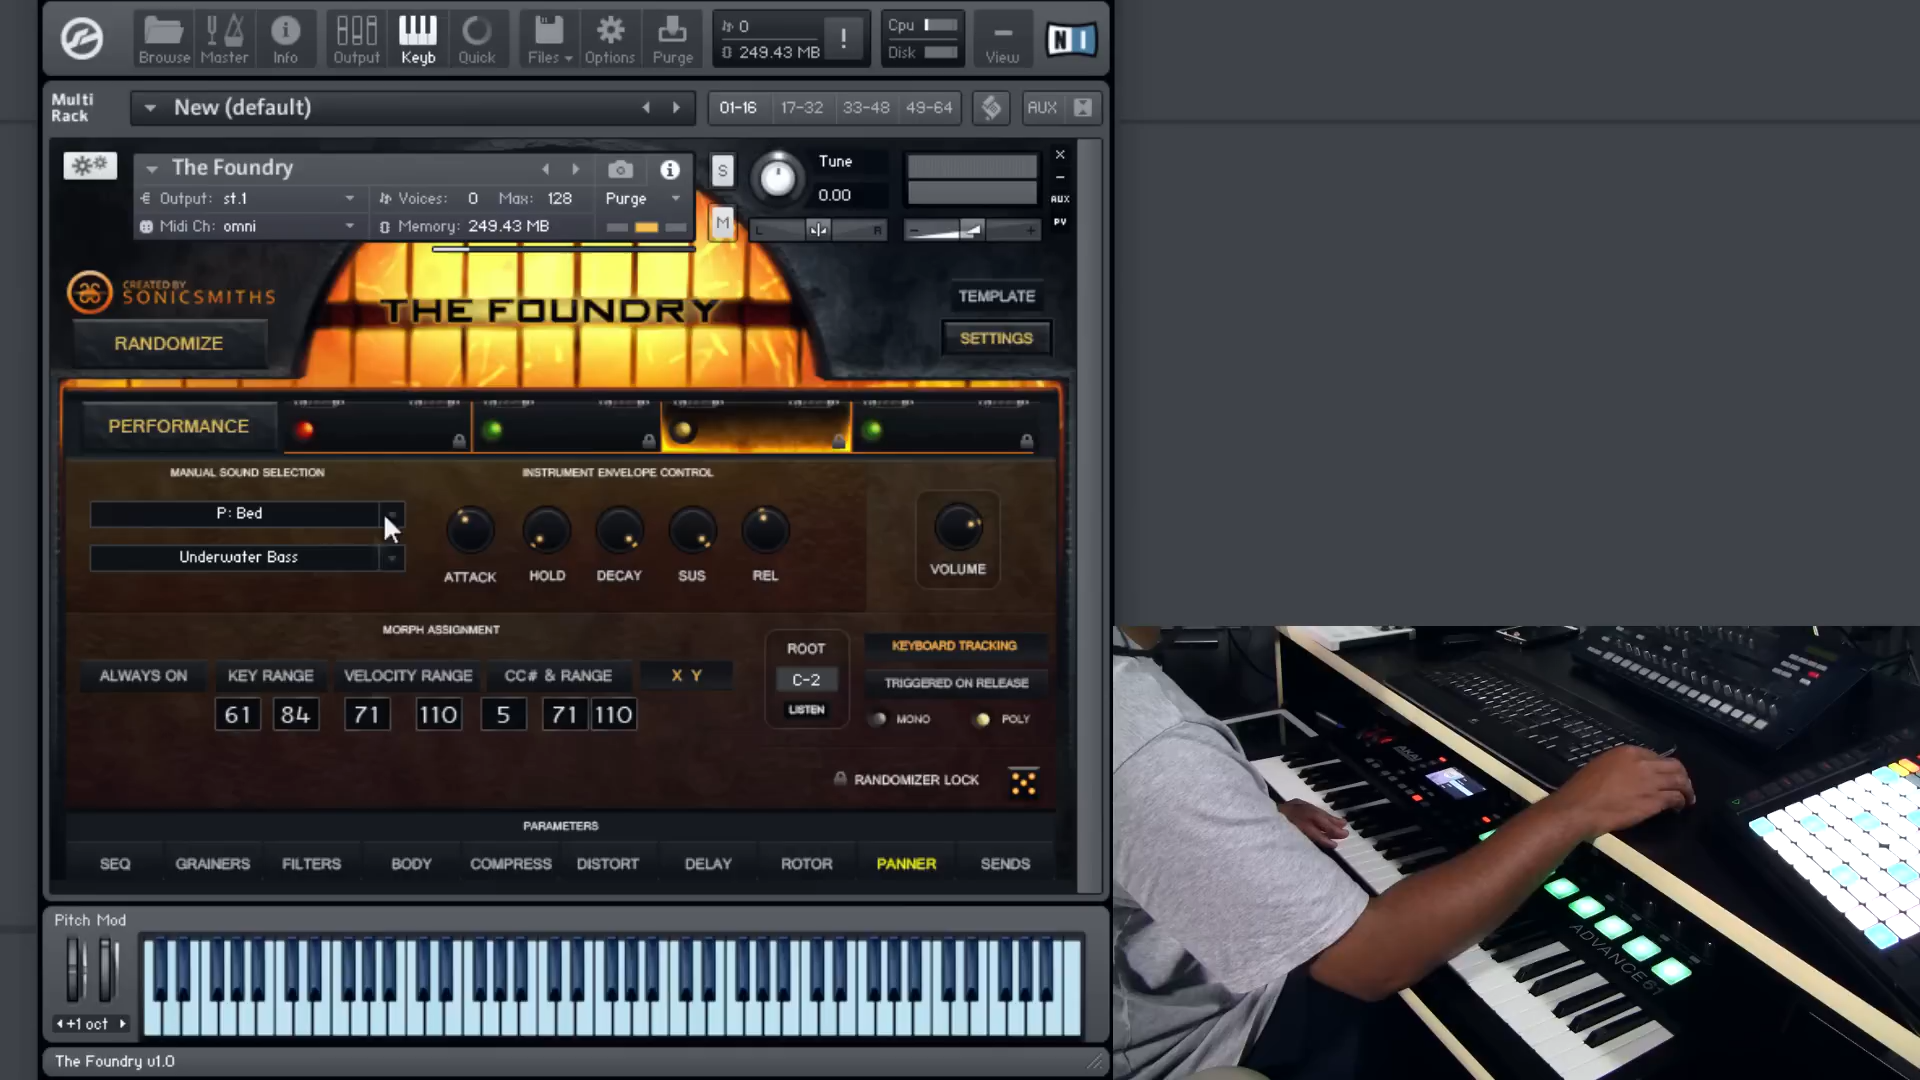 Browse
Master
Info
Output
Keyb
Quick
Files
Options
Purge
0
249.43 MB
!
Cpu
Disk
View
NI
Multi
Rack
New (default)
01-16
17-32
33-48
49-64
AUX
The Foundry
Output: st.1
Voices: 0 Max: 128
Purge
Midi Ch: omni
Memory: 249.43 MB
S
M
Tune
0.00
L
R
AUX
PV
CREATED BY
SONICSMITHS
THE FOUNDRY
TEMPLATE
RANDOMIZE
SETTINGS
PERFORMANCE
MANUAL SOUND SELECTION
INSTRUMENT ENVELOPE CONTROL
P: Bed
Underwater Bass
ATTACK
HOLD
DECAY
SUS
REL
VOLUME
MORPH ASSIGNMENT
ALWAYS ON
KEY RANGE
VELOCITY RANGE
CC# & RANGE
X Y
61
84
71
110
5
71
110
ROOT
C-2
LISTEN
KEYBOARD TRACKING
TRIGGERED ON RELEASE
MONO
POLY
RANDOMIZER LOCK
PARAMETERS
SEQ
GRAINERS
FILTERS
BODY
COMPRESS
DISTORT
DELAY
ROTOR
PANNER
SENDS
Pitch Mod
+1 oct
The Foundry v1.0
AKAI
ADVANCE61